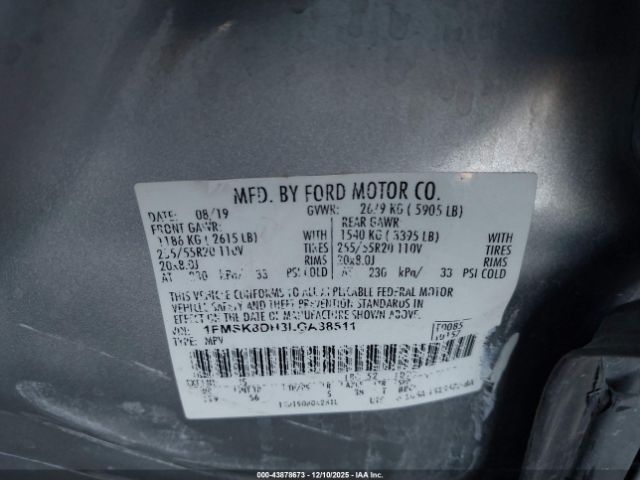 MFD. BY FORD MOTOR CO.
DATE: 08/19 GVWR: 2679 KG ( 5905 LB)
FRONT GAWR: REAR GAWR:
1186 KG ( 2615 LB) WITH 1540 KG ( 3395 LB) WITH
255/55R20 110V TIRES 255/55R20 110V TIRES
20x8.0J RIMS 20x8.0J RIMS
AT 230 kPa/ 33 PSI COLD AT 230 kPa/ 33 PSI COLD
THIS VEHICLE CONFORMS TO ALL APPLICABLE FEDERAL MOTOR
VEHICLE SAFETY AND THEFT PREVENTION STANDARDS IN
EFFECT ON THE DATE OF MANUFACTURE SHOWN ABOVE.
VIN: 1FMSK8DH3LGA38511
TYPE: MPV
F0085
00-43878673 - 12/10/2025 - IAA Inc.